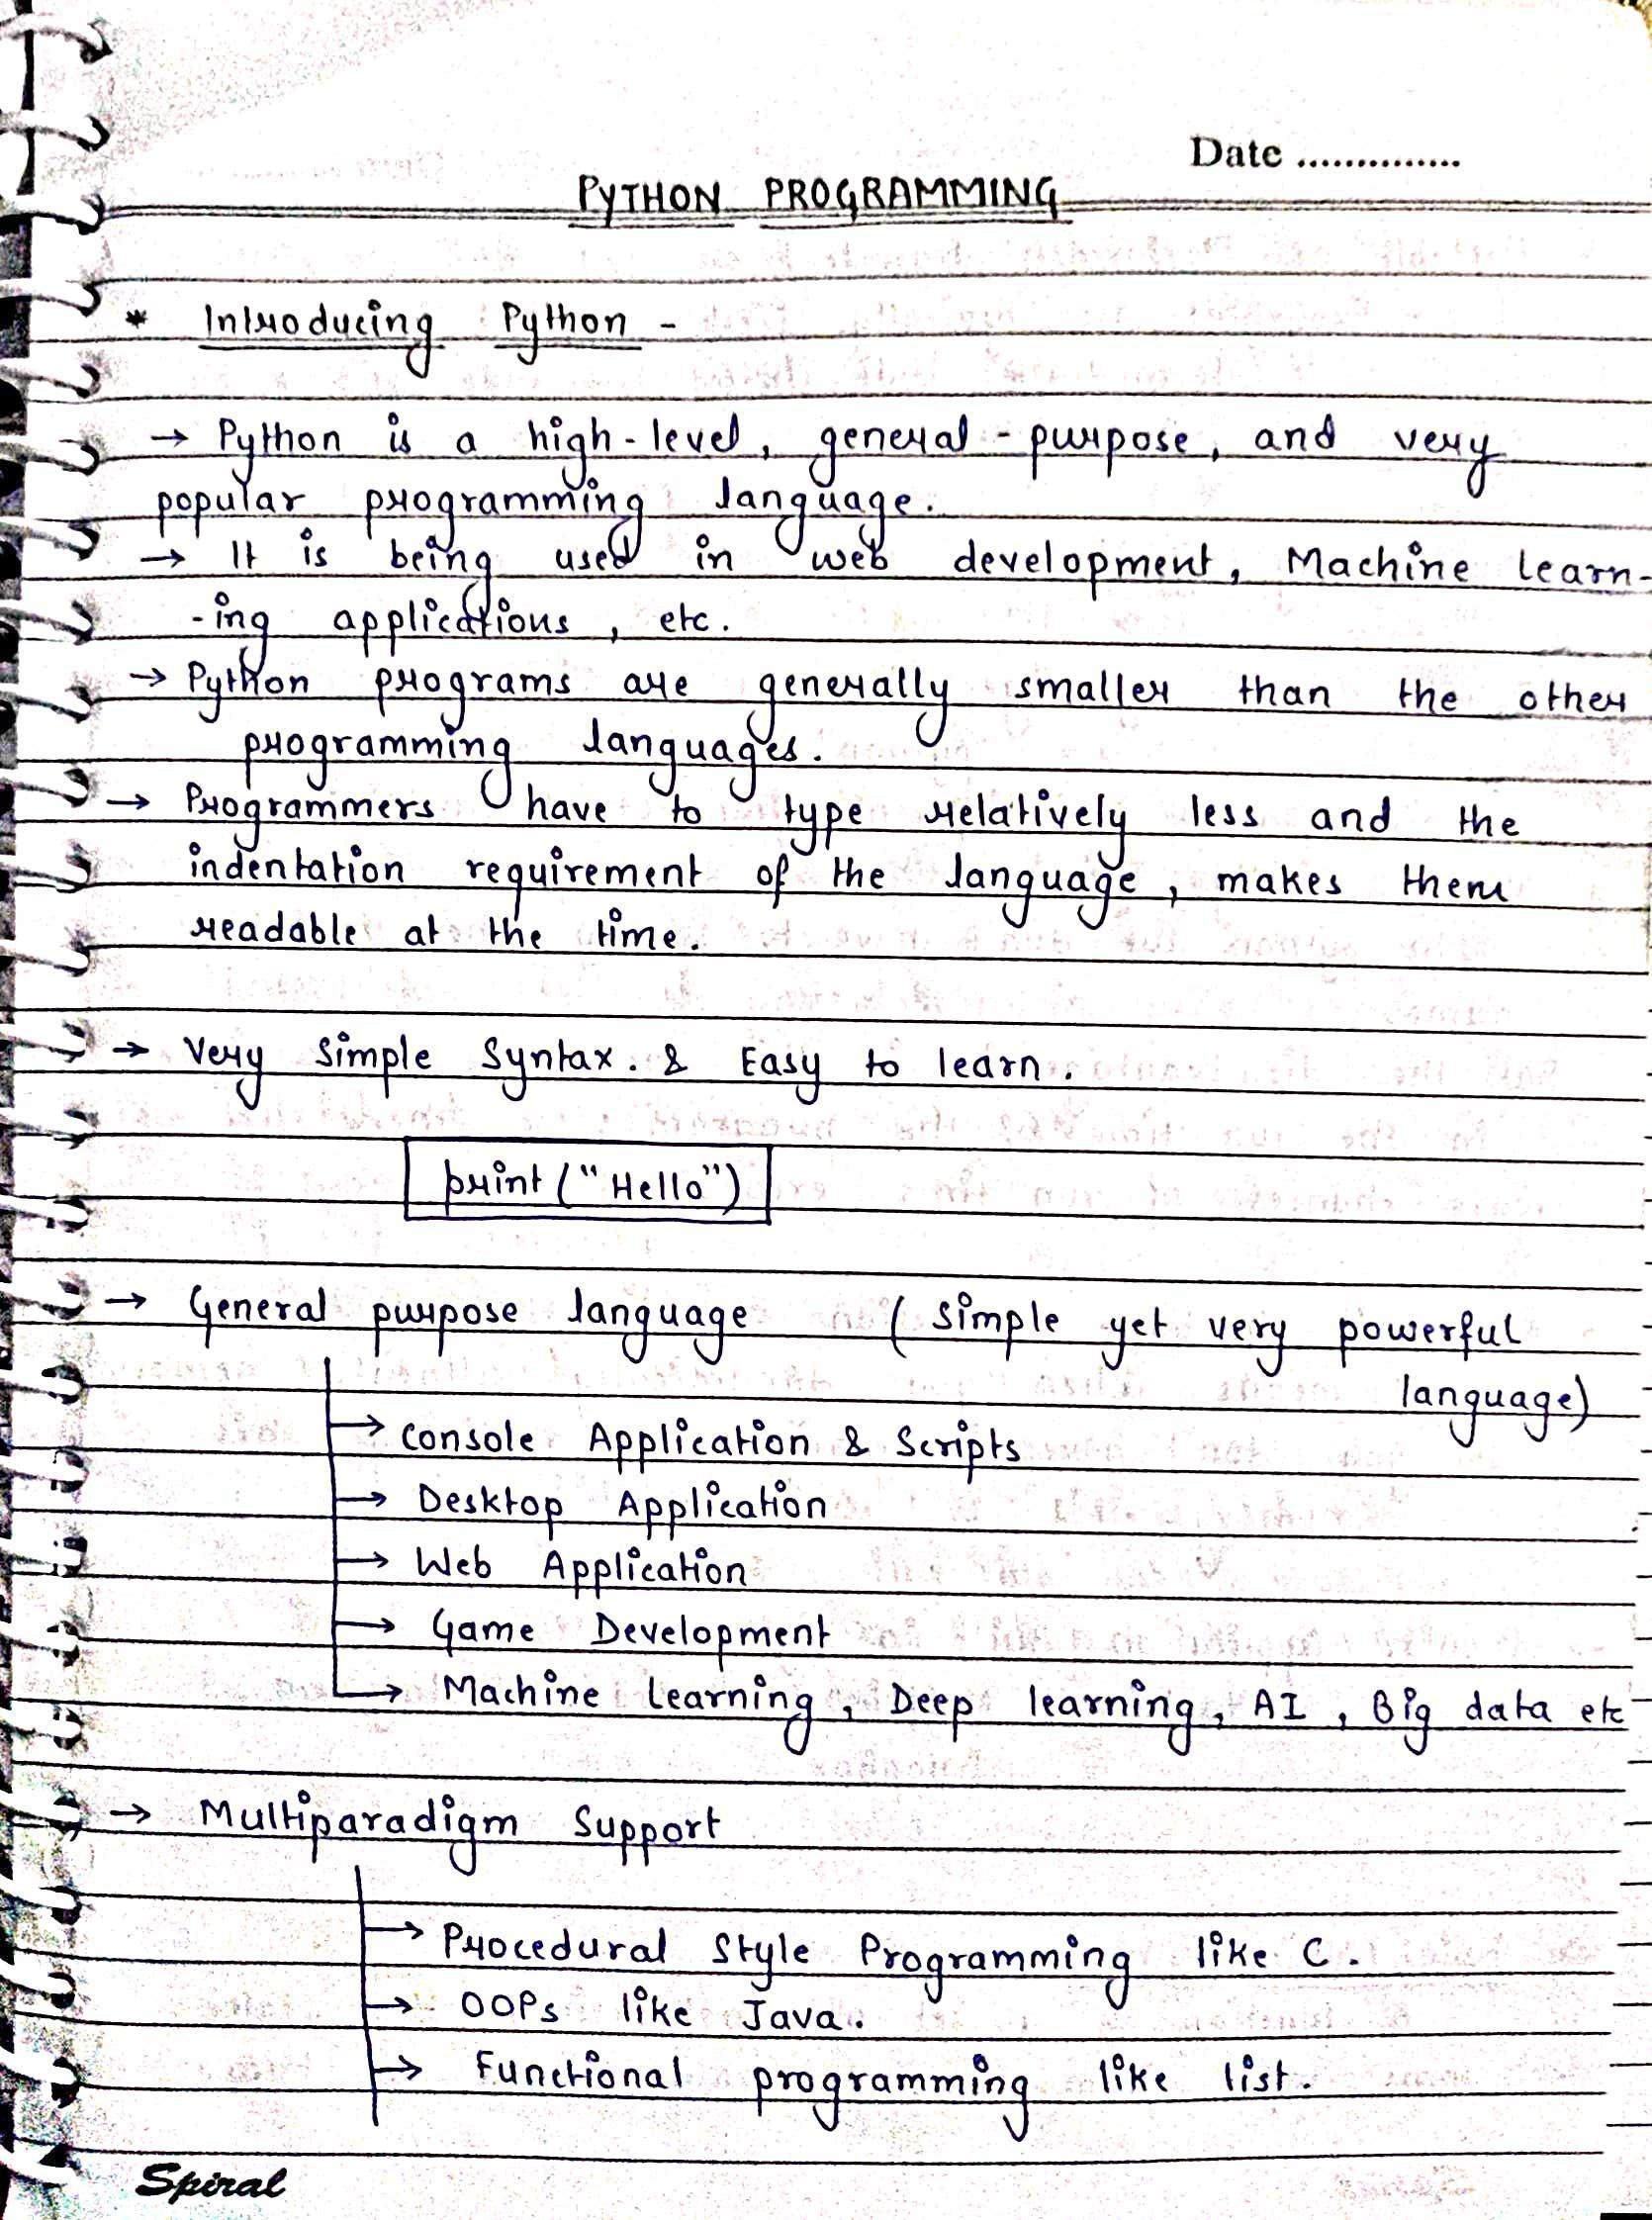 Date ..............
PYTHON PROGRAMMING
* Introducing Python -
→ Python is a high-level, general-purpose, and very
popular programming language.
→ It is being used in web development, Machine learn-
-ing applications, etc.
→ Python programs are generally smaller than the other
programming languages.
→ Programmers have to type relatively less and the
indentation requirement of the language, makes them
readable at the time.
→ Very simple Syntax. & Easy to learn.
print("Hello")
→ General purpose language (simple yet very powerful
language)
→ Console Application & Scripts
→ Desktop Application
→ Web Application
→ Game Development
→ Machine learning, Deep learning, AI, Big data etc
→ Multiparadigm Support
→ Procedural Style Programming like C.
→ OOPs like Java.
→ Functional programming like list.
Spiral